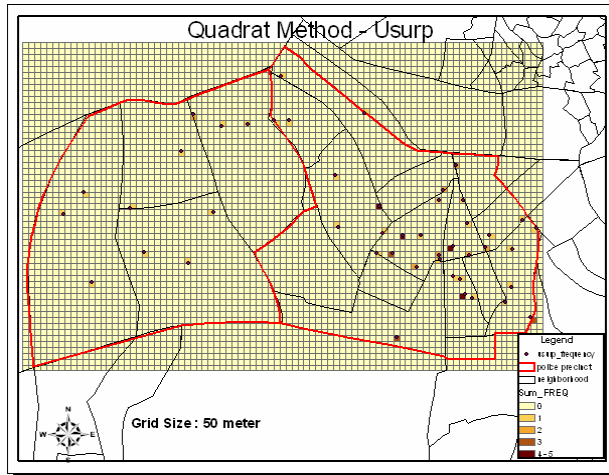 Quadrat Method - Usurp
Legend
usurp_frequency
police precinct
neighborhood
Sum_FREQ
0
1
2
3
4 - 5
N
W E
S
Grid Size : 50 meter